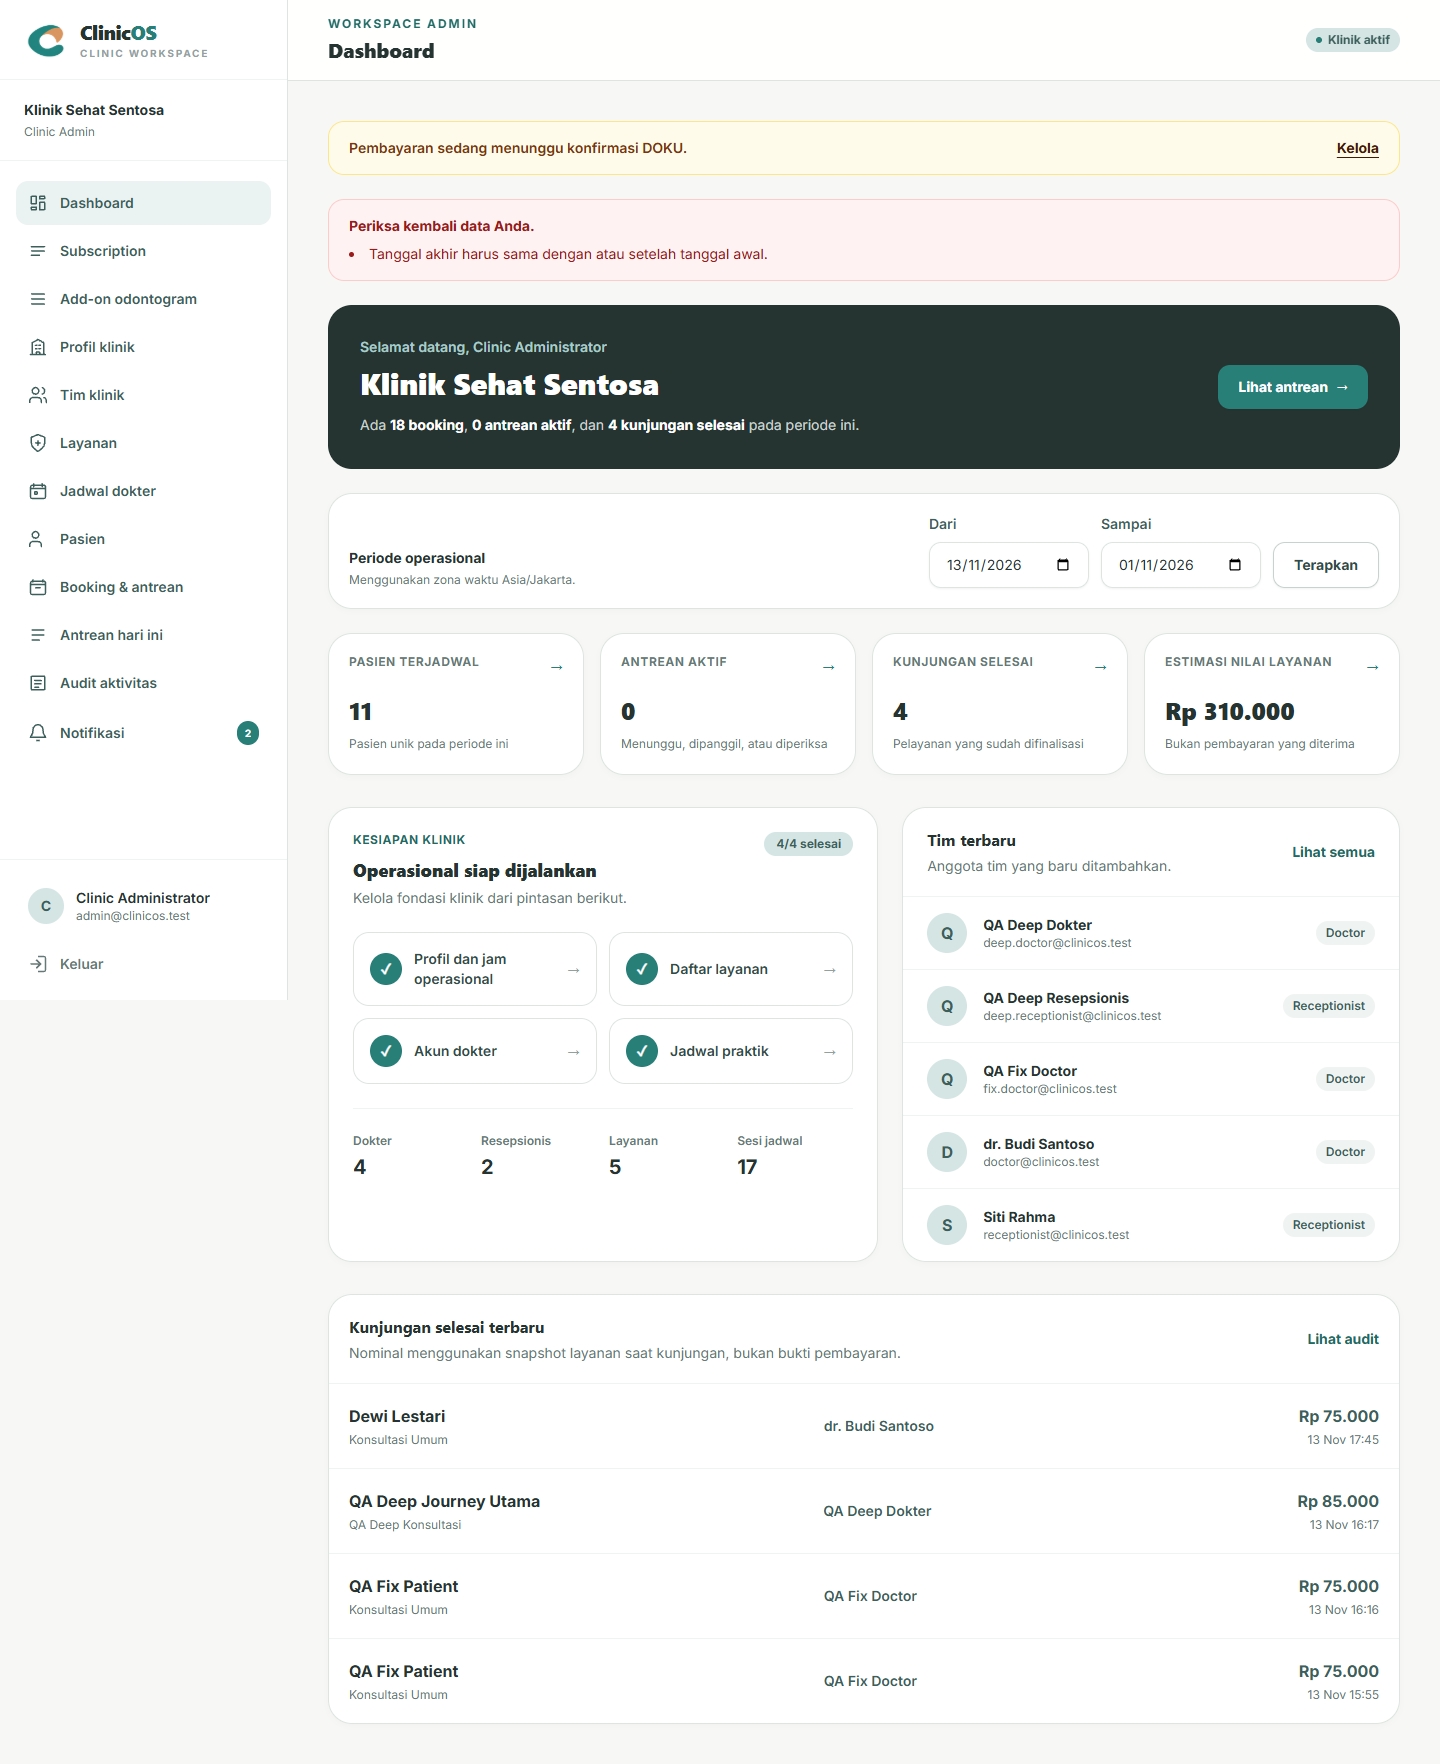 ClinicOS
CLINIC WORKSPACE
Klinik Sehat Sentosa
Clinic Admin
Dashboard
Subscription
Add-on odontogram
Profil klinik
Tim klinik
Layanan
Jadwal dokter
Pasien
Booking & antrean
Antrean hari ini
Audit aktivitas
Notifikasi 2
C
Clinic Administrator
admin@clinicos.test
Keluar
WORKSPACE ADMIN
Dashboard
Klinik aktif
Pembayaran sedang menunggu konfirmasi DOKU.
Kelola
Periksa kembali data Anda.
• Tanggal akhir harus sama dengan atau setelah tanggal awal.
Selamat datang, Clinic Administrator
Klinik Sehat Sentosa
Ada 18 booking, 0 antrean aktif, dan 4 kunjungan selesai pada periode ini.
Lihat antrean →
Periode operasional
Menggunakan zona waktu Asia/Jakarta.
Dari
13/11/2026
Sampai
01/11/2026
Terapkan
PASIEN TERJADWAL →
11
Pasien unik pada periode ini
ANTREAN AKTIF →
0
Menunggu, dipanggil, atau diperiksa
KUNJUNGAN SELESAI →
4
Pelayanan yang sudah difinalisasi
ESTIMASI NILAI LAYANAN →
Rp 310.000
Bukan pembayaran yang diterima
KESIAPAN KLINIK
4/4 selesai
Operasional siap dijalankan
Kelola fondasi klinik dari pintasan berikut.
✓ Profil dan jam
operasional →
✓ Daftar layanan →
✓ Akun dokter →
✓ Jadwal praktik →
Dokter
4
Resepsionis
2
Layanan
5
Sesi jadwal
17
Tim terbaru
Anggota tim yang baru ditambahkan.
Lihat semua
Q
QA Deep Dokter
deep.doctor@clinicos.test
Doctor
Q
QA Deep Resepsionis
deep.receptionist@clinicos.test
Receptionist
Q
QA Fix Doctor
fix.doctor@clinicos.test
Doctor
D
dr. Budi Santoso
doctor@clinicos.test
Doctor
S
Siti Rahma
receptionist@clinicos.test
Receptionist
Kunjungan selesai terbaru
Nominal menggunakan snapshot layanan saat kunjungan, bukan bukti pembayaran.
Lihat audit
Dewi Lestari
Konsultasi Umum
dr. Budi Santoso
Rp 75.000
13 Nov 17:45
QA Deep Journey Utama
QA Deep Konsultasi
QA Deep Dokter
Rp 85.000
13 Nov 16:17
QA Fix Patient
Konsultasi Umum
QA Fix Doctor
Rp 75.000
13 Nov 16:16
QA Fix Patient
Konsultasi Umum
QA Fix Doctor
Rp 75.000
13 Nov 15:55